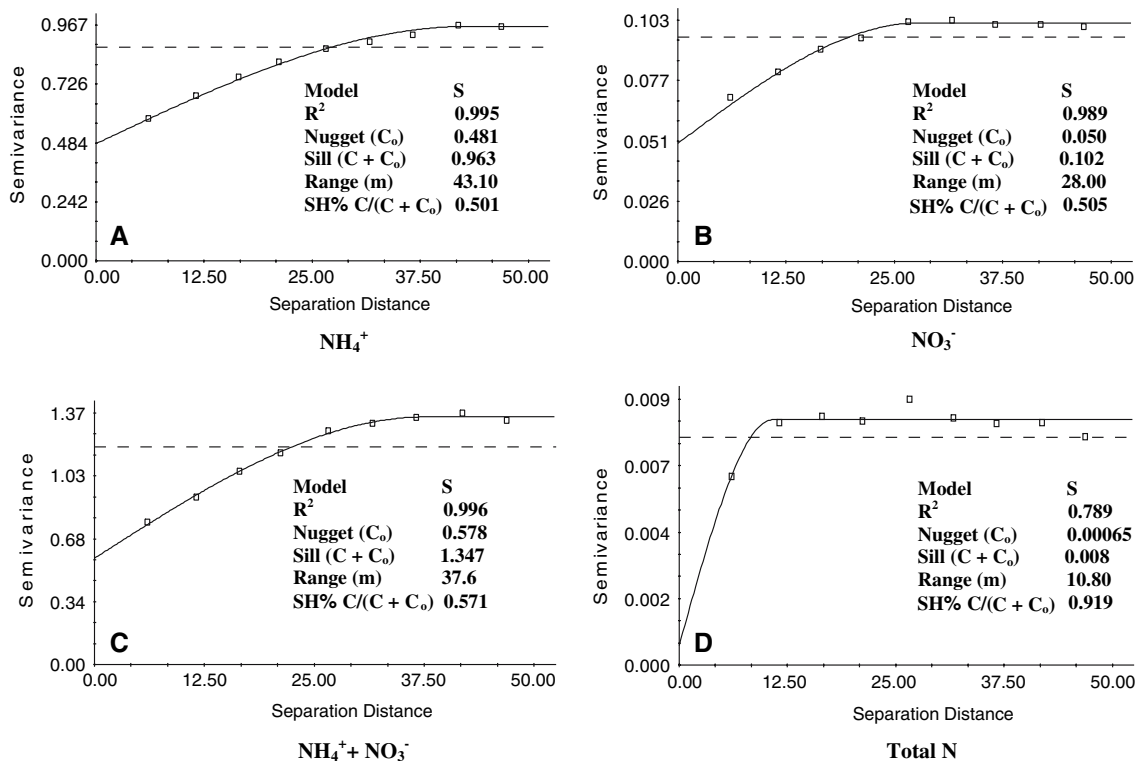 0.967
0.726
0.484
0.242
0.000
Semivariance
Model S
R² 0.995
Nugget (Cₒ) 0.481
Sill (C + Cₒ) 0.963
Range (m) 43.10
SH% C/(C + Cₒ) 0.501
A
0.00 12.50 25.00 37.50 50.00
Separation Distance
NH₄⁺
0.103
0.077
0.051
0.026
0.000
Semivariance
Model S
R² 0.989
Nugget (Cₒ) 0.050
Sill (C + Cₒ) 0.102
Range (m) 28.00
SH% C/(C + Cₒ) 0.505
B
0.00 12.50 25.00 37.50 50.00
Separation Distance
NO₃⁻
1.37
1.03
0.68
0.34
0.00
Semivariance
Model S
R² 0.996
Nugget (Cₒ) 0.578
Sill (C + Cₒ) 1.347
Range (m) 37.6
SH% C/(C + Cₒ) 0.571
C
0.00 12.50 25.00 37.50 50.00
Separation Distance
NH₄⁺+ NO₃⁻
0.009
0.007
0.004
0.002
0.000
Semivariance
Model S
R² 0.789
Nugget (Cₒ) 0.00065
Sill (C + Cₒ) 0.008
Range (m) 10.80
SH% C/(C + Cₒ) 0.919
D
0.00 12.50 25.00 37.50 50.00
Separation Distance
Total N